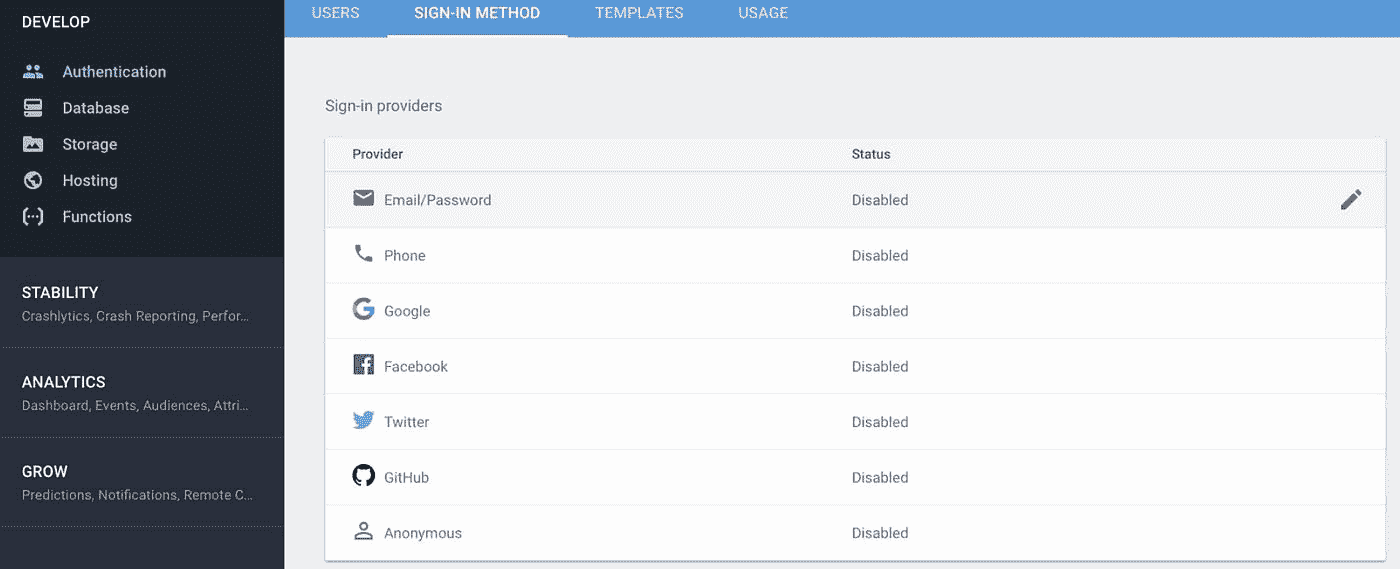 DEVELOP
Authentication
Database
Storage
Hosting
Functions
STABILITY
Crashlytics, Crash Reporting, Perfor...
ANALYTICS
Dashboard, Events, Audiences, Attri...
GROW
Predictions, Notifications, Remote C...
USERS SIGN-IN METHOD TEMPLATES USAGE
Sign-in providers
Provider Status
Email/Password Disabled
Phone Disabled
Google Disabled
Facebook Disabled
Twitter Disabled
GitHub Disabled
Anonymous Disabled